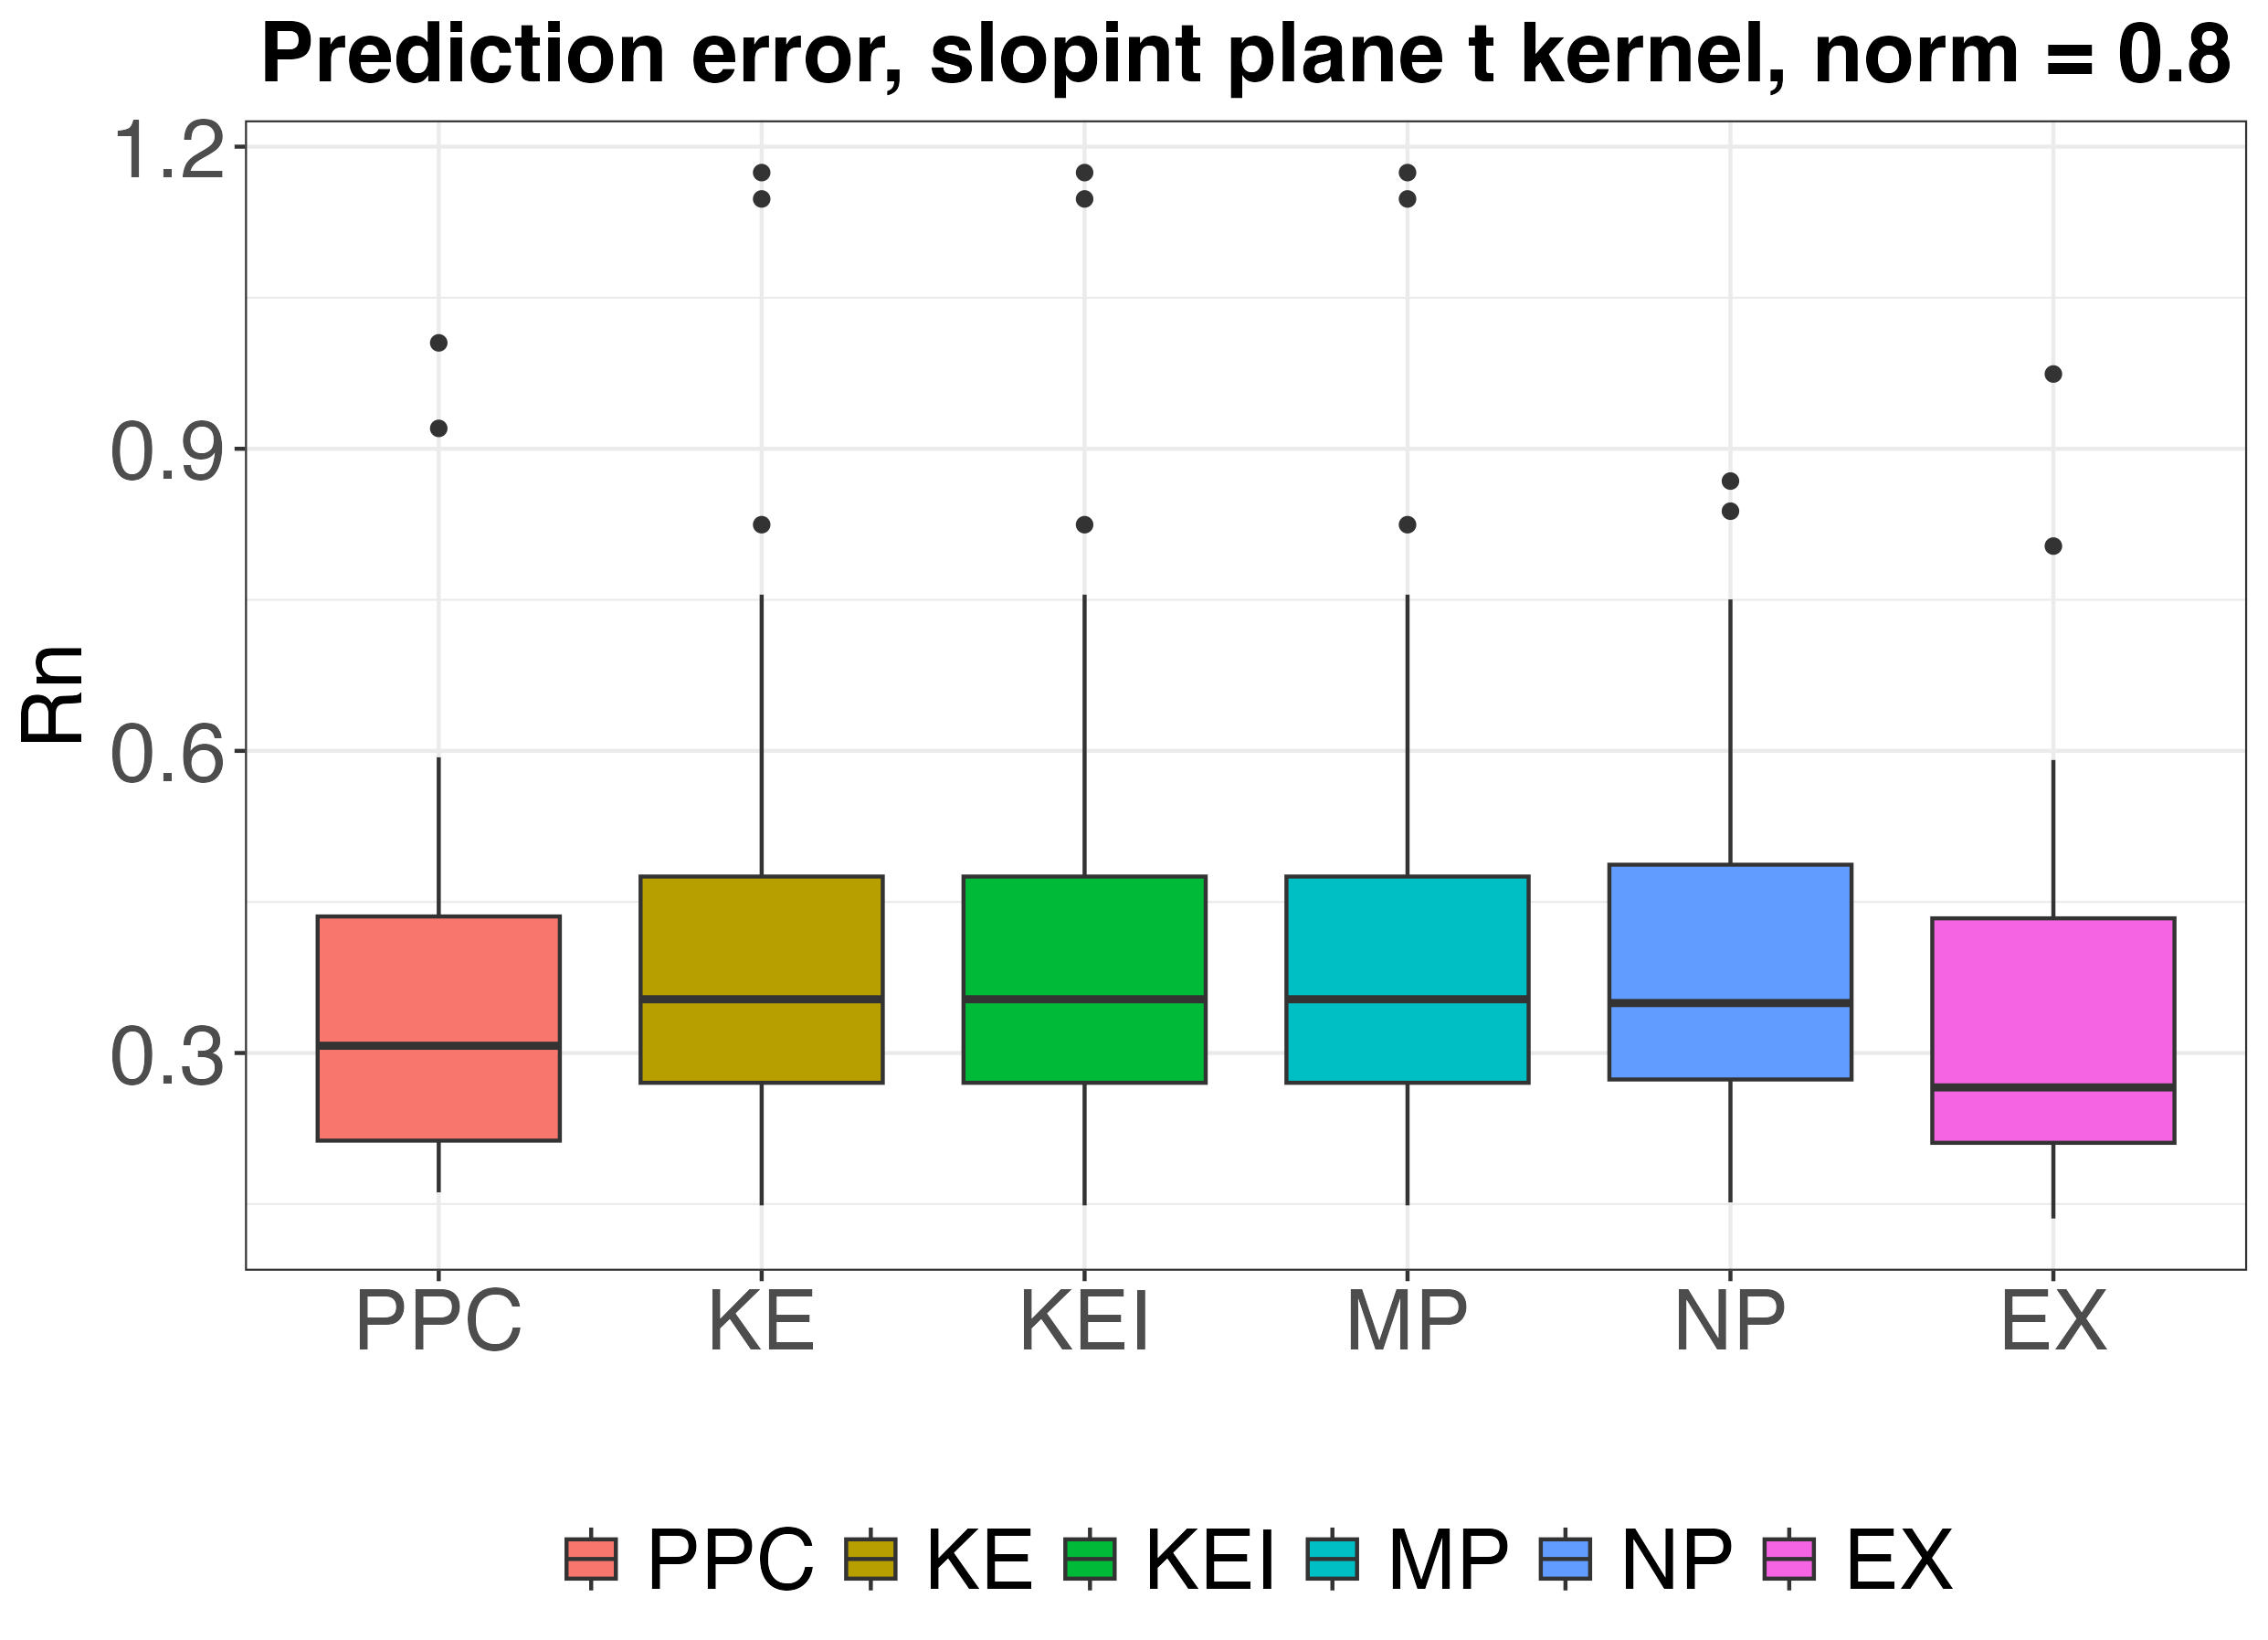 Prediction error, slopint plane t kernel, norm = 0.8
1.2
0.9
0.6
0.3
Rn
PPC KE KEI MP NP EX
PPC KE KEI MP NP EX